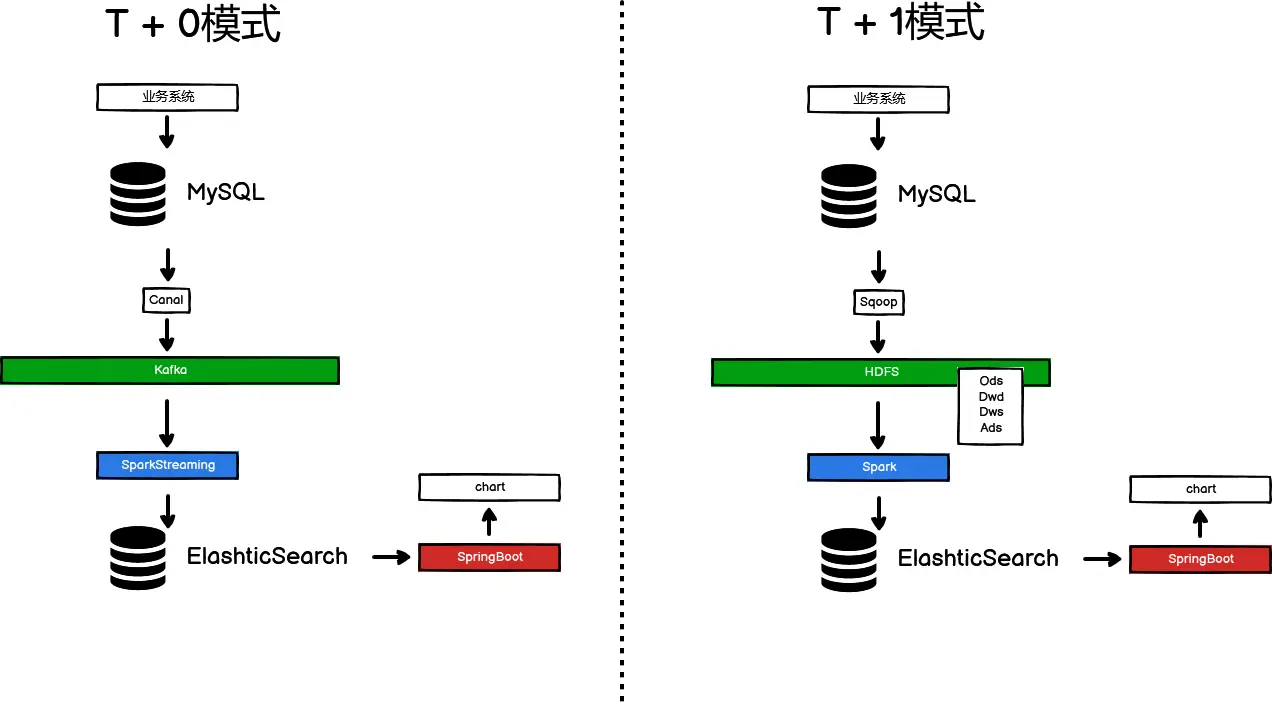 T + 0模式
业务系统
MySQL
Canal
Kafka
SparkStreaming
ElashticSearch
chart
SpringBoot
T + 1模式
业务系统
MySQL
Sqoop
HDFS
Ods
Dwd
Dws
Ads
Spark
ElashticSearch
chart
SpringBoot